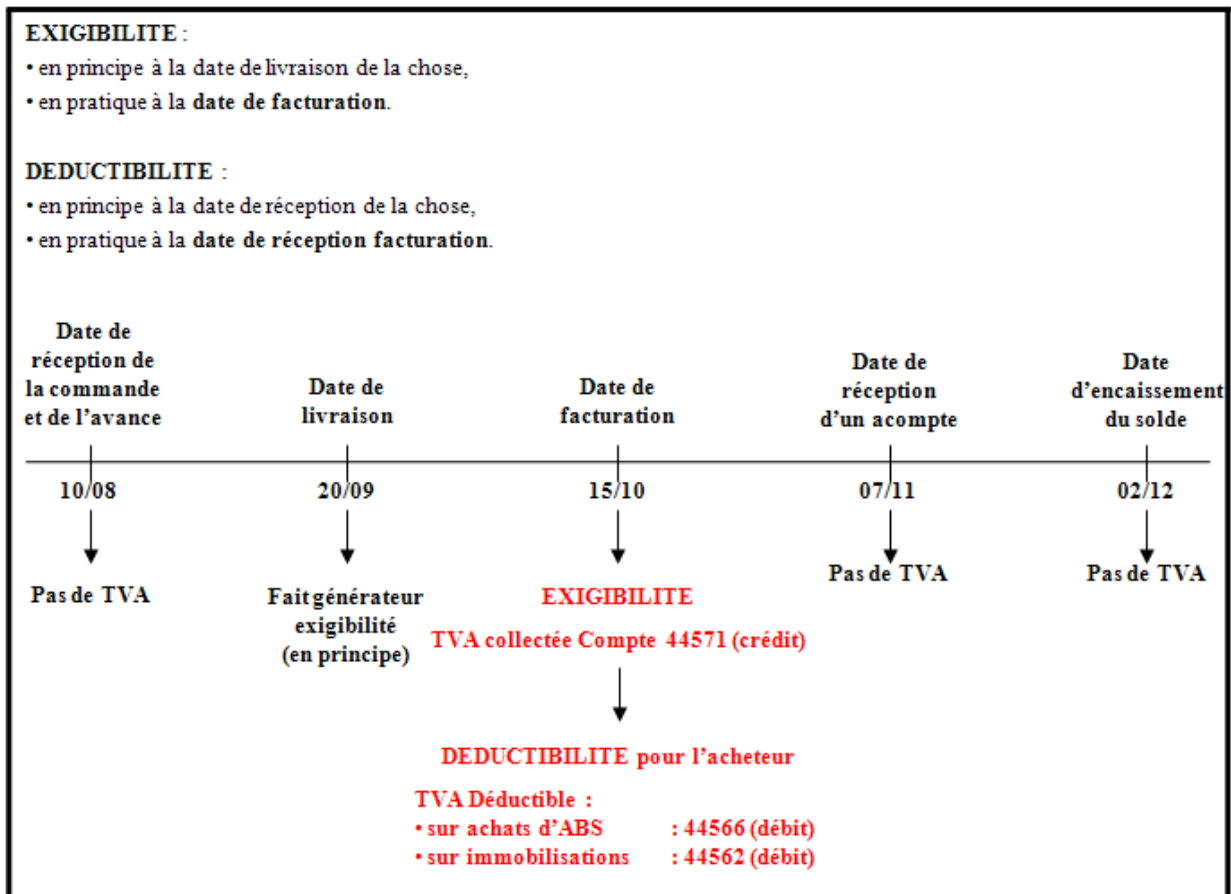 EXIGIBILITE :
• en principe à la date de livraison de la chose,
• en pratique à la date de facturation.
DEDUCTIBILITE :
• en principe à la date de réception de la chose,
• en pratique à la date de réception facturation.
Date de
réception de
la commande
et de l'avance
Date de
livraison
Date de
facturation
Date de
réception
d'un acompte
Date
d'encaissement
du solde
10/08
20/09
15/10
07/11
02/12
Pas de TVA
Fait générateur
exigibilité
(en principe)
EXIGIBILITE
TVA collectée Compte 44571 (crédit)
Pas de TVA
Pas de TVA
DEDUCTIBILITE pour l'acheteur
TVA Déductible :
• sur achats d'ABS : 44566 (débit)
• sur immobilisations : 44562 (débit)